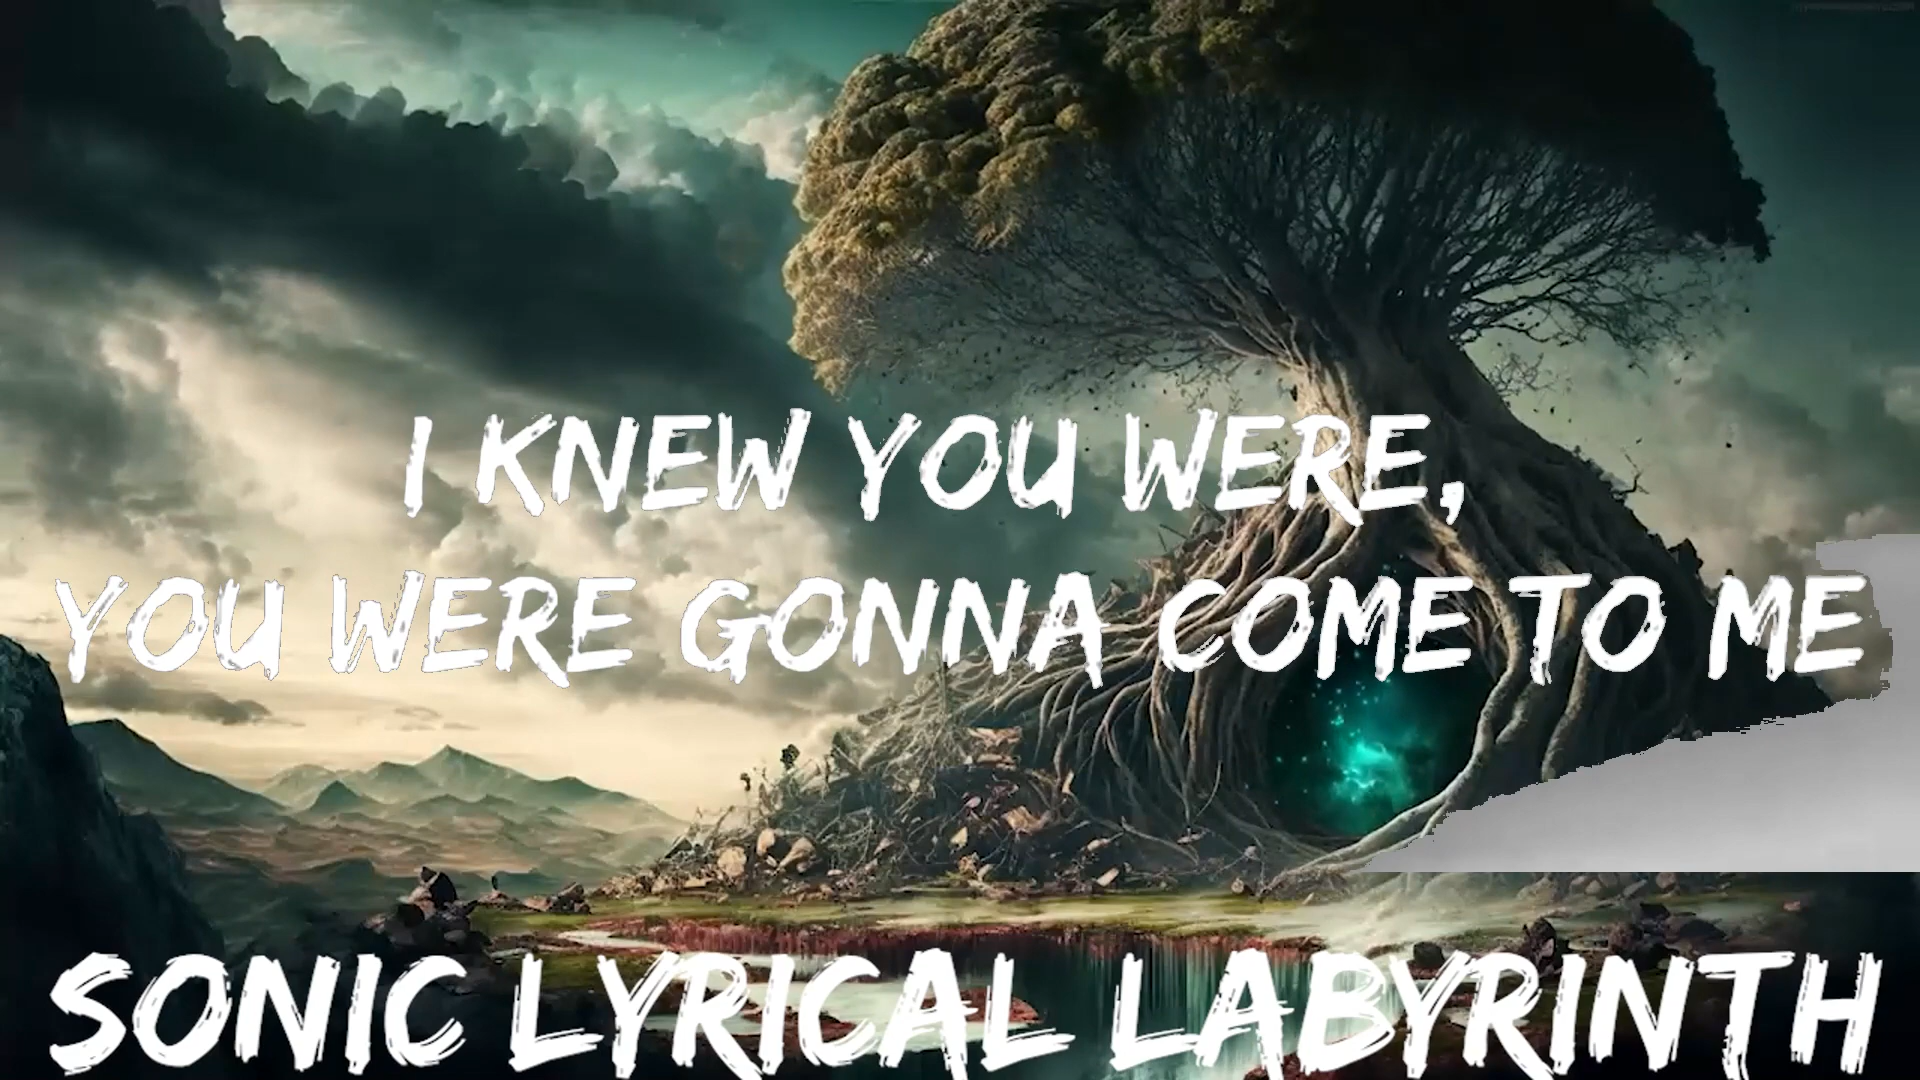 I KNEW YOU WERE,
YOU WERE GONNA COME TO ME
SONIC LYRICAL LABYRINTH